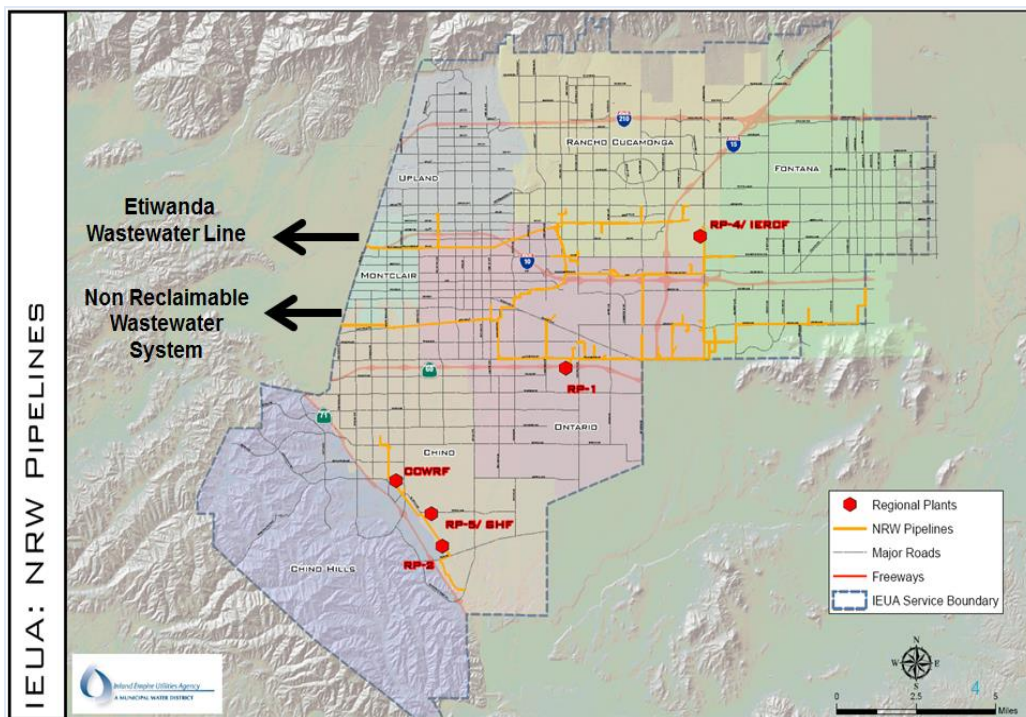 IEUA: NRW PIPELINES
Etiwanda
Wastewater Line
Non Reclaimable
Wastewater
System
210
RANCHO CUCAMONGA
15
FONTANA
UPLAND
RP-4/ IERCF
10
MONTCLAIR
60
RP-1
71
ONTARIO
CHINO
CCWRF
RP-5/ SHF
RP-2
CHINO HILLS
Regional Plants
NRW Pipelines
Major Roads
Freeways
IEUA Service Boundary
N
W
E
S
4
0
2.5
5
Miles
Inland Empire Utilities Agency
A MUNICIPAL WATER DISTRICT